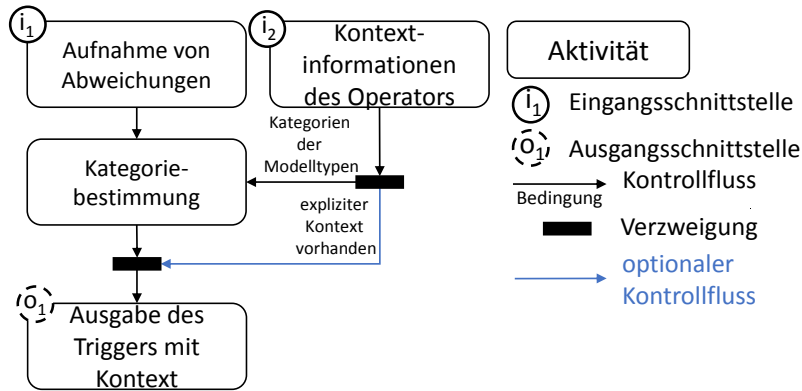 i1
Aufnahme von
Abweichungen
i2
Kontext-
informationen
des Operators
Kategorien
der
Modelltypen
Kategorie-
bestimmung
expliziter
Kontext
vorhanden
o1
Ausgabe des
Triggers mit
Kontext
Aktivität
i1 Eingangsschnittstelle
o1 Ausgangsschnittstelle
Kontrollfluss
Bedingung
Verzweigung
optionaler
Kontrollfluss